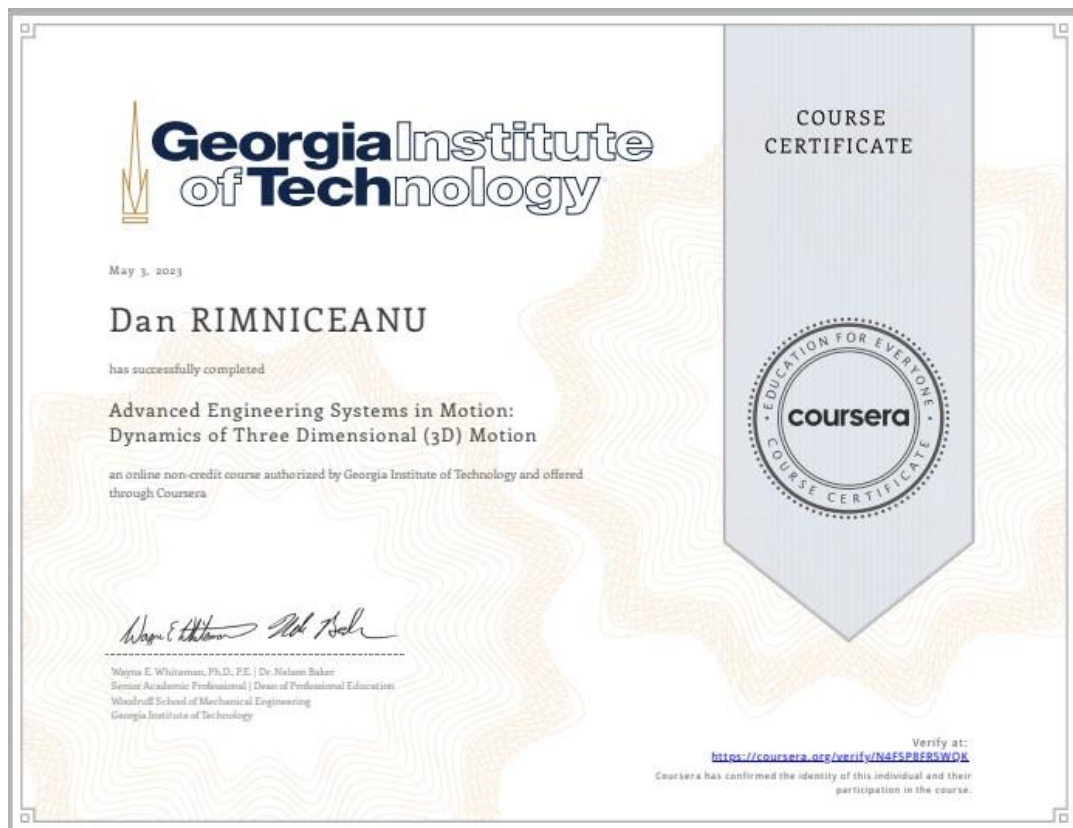 Georgia Institute
of Technology
COURSE
CERTIFICATE
May 3, 2023
Dan RIMNICEANU
has successfully completed
Advanced Engineering Systems in Motion:
Dynamics of Three Dimensional (3D) Motion
an online non-credit course authorized by Georgia Institute of Technology and offered
through Coursera
EDUCATION FOR EVERYONE
coursera
COURSE CERTIFICATE
Wayne E. Whiteman, Ph.D., P.E. | Dr. Nelson Baker
Senior Academic Professional | Dean of Professional Education
Woodruff School of Mechanical Engineering
Georgia Institute of Technology
Verify at:
https://coursera.org/verify/N4F5P8FR5WQK
Coursera has confirmed the identity of this individual and their
participation in the course.